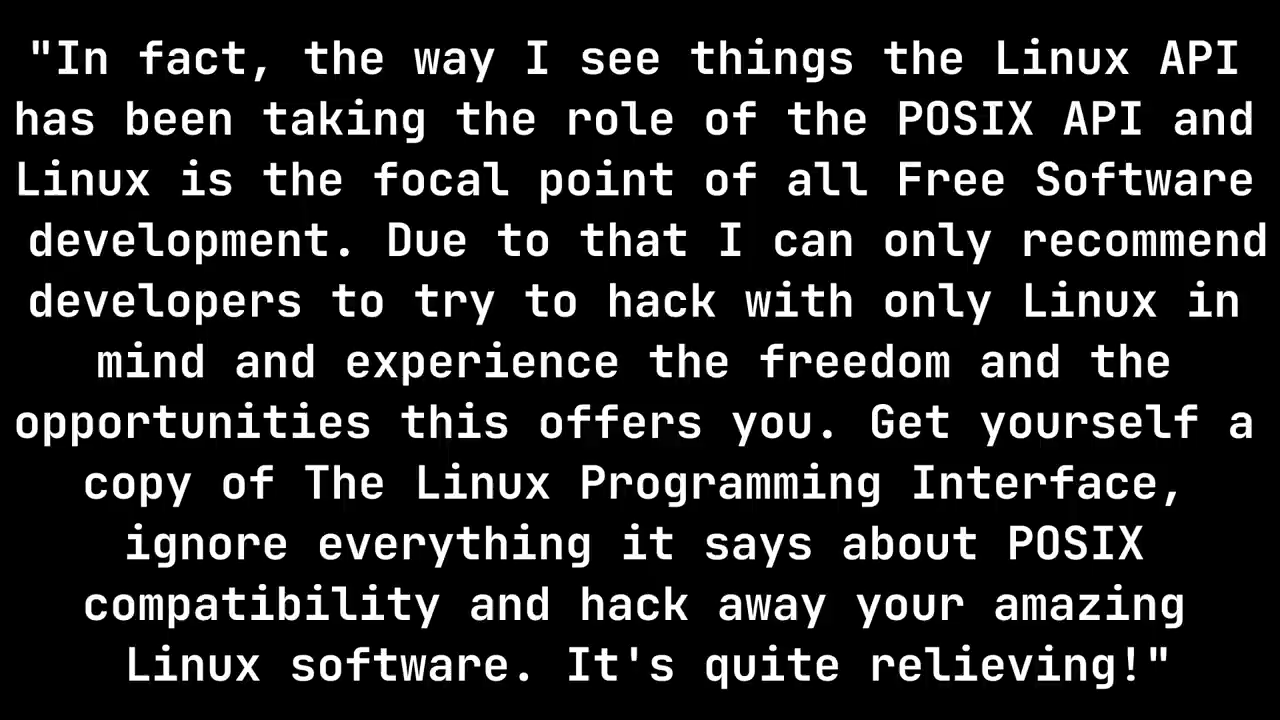 "In fact, the way I see things the Linux API
has been taking the role of the POSIX API and
Linux is the focal point of all Free Software
development. Due to that I can only recommend
developers to try to hack with only Linux in
mind and experience the freedom and the
opportunities this offers you. Get yourself a
copy of The Linux Programming Interface,
ignore everything it says about POSIX
compatibility and hack away your amazing
Linux software. It's quite relieving!"